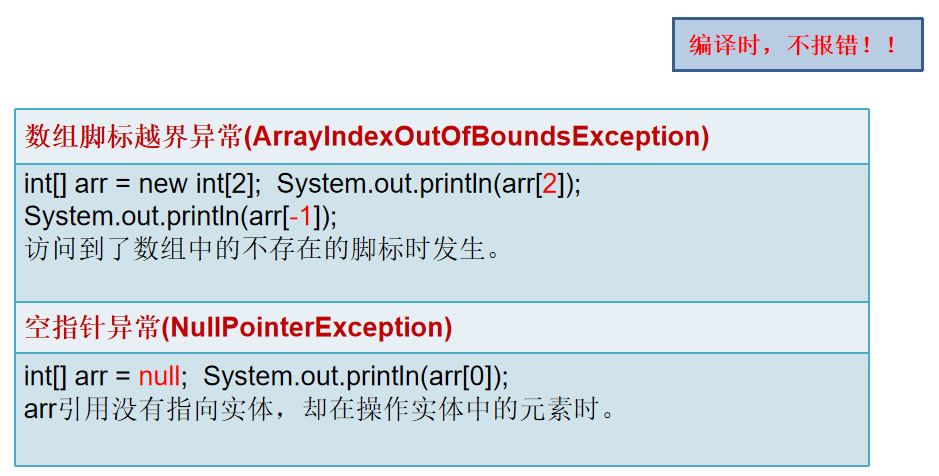 编译时，不报错！！
数组脚标越界异常(ArrayIndexOutOfBoundsException)
int[] arr = new int[2];  System.out.println(arr[2]);
System.out.println(arr[-1]);
访问到了数组中的不存在的脚标时发生。
空指针异常(NullPointerException)
int[] arr = null;  System.out.println(arr[0]);
arr引用没有指向实体，却在操作实体中的元素时。